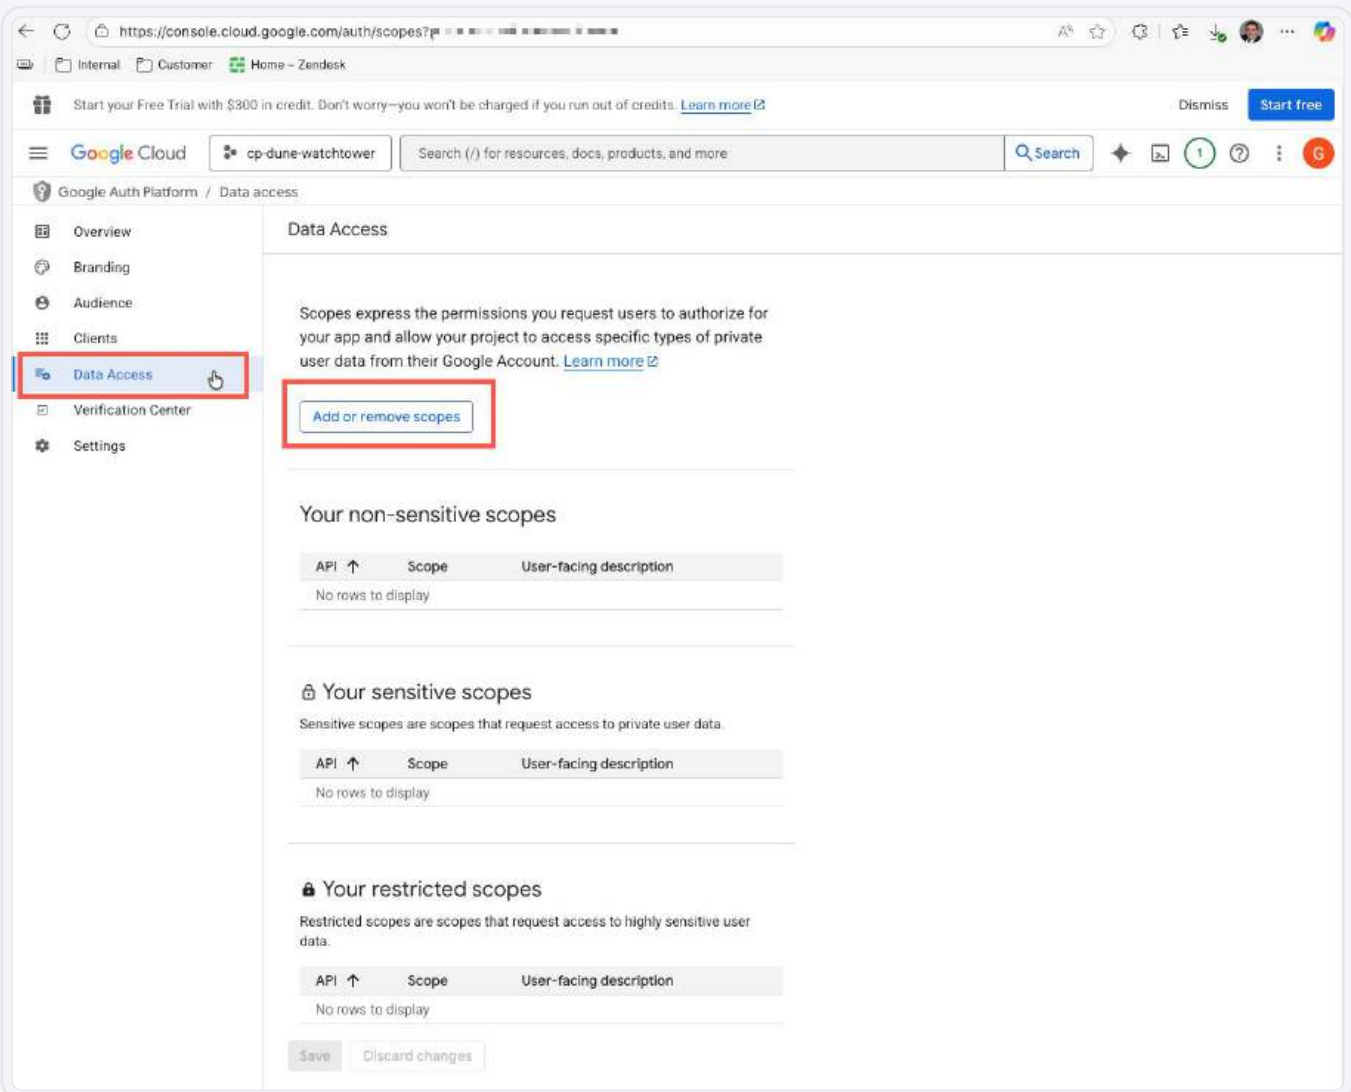 https://console.cloud.google.com/auth/scopes?
Internal Customer Home – Zendesk
Start your Free Trial with $300 in credit. Don't worry—you won't be charged if you run out of credits. Learn more Dismiss Start free
Google Cloud cp-dune-watchtower Search (/) for resources, docs, products, and more Search 1 G
Google Auth Platform / Data access
Overview
Branding
Audience
Clients
Data Access
Verification Center
Settings
Data Access
Scopes express the permissions you request users to authorize for
your app and allow your project to access specific types of private
user data from their Google Account. Learn more
Add or remove scopes
Your non-sensitive scopes
API Scope User-facing description
No rows to display
Your sensitive scopes
Sensitive scopes are scopes that request access to private user data.
API Scope User-facing description
No rows to display
Your restricted scopes
Restricted scopes are scopes that request access to highly sensitive user
data.
API Scope User-facing description
No rows to display
Save Discard changes